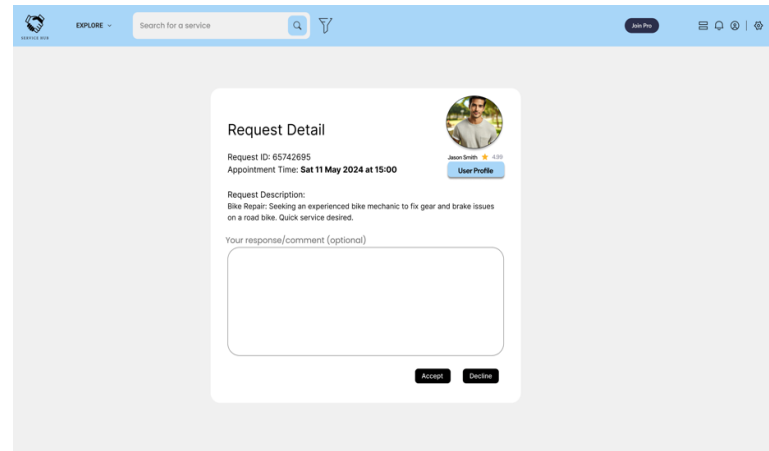 SERVICE BOX
EXPLORE
Search for a service
Join Pro
Request Detail
Request ID: 65742695
Appointment Time: Sat 11 May 2024 at 15:00
Jason Smith 4.99
User Profile
Request Description:
Bike Repair: Seeking an experienced bike mechanic to fix gear and brake issues
on a road bike. Quick service desired.
Your response/comment (optional)
Accept
Decline